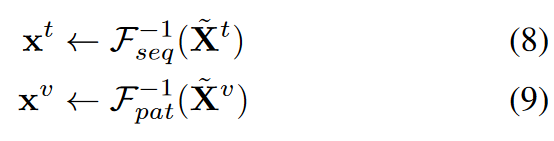 x^t ← F_{seq}^{-1}(X̃^t) (8)
x^v ← F_{pat}^{-1}(X̃^v) (9)